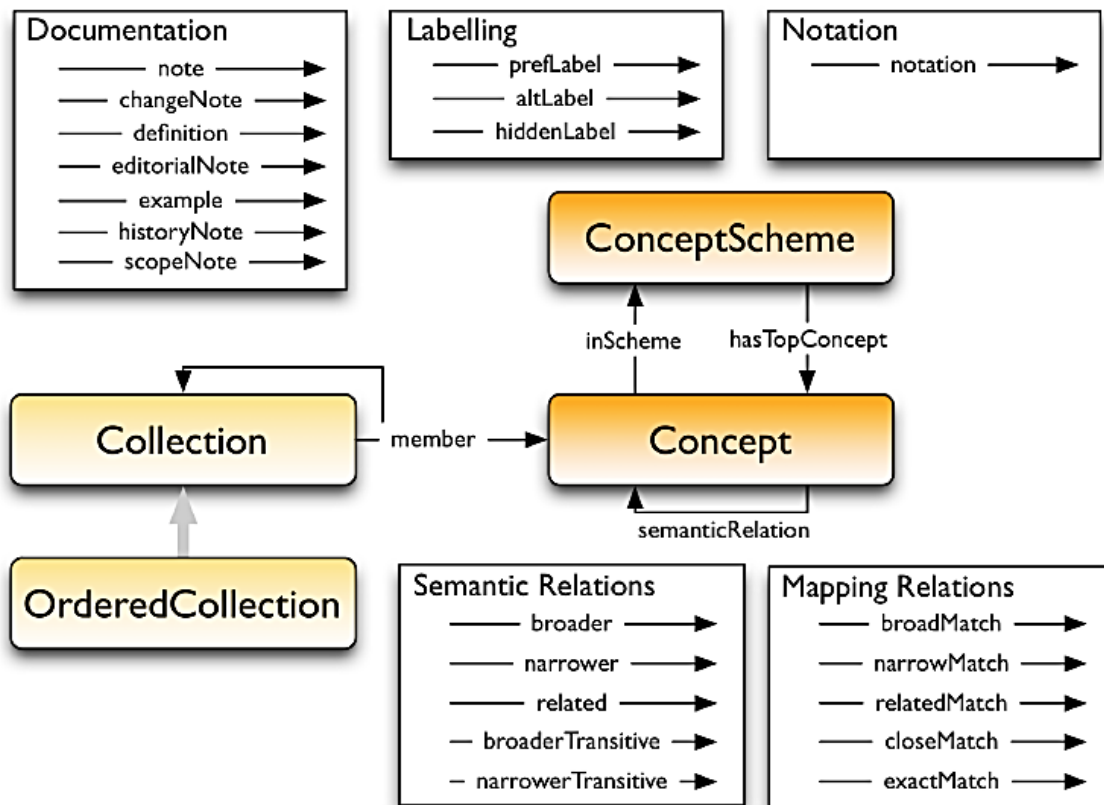 Documentation
note
changeNote
definition
editorialNote
example
historyNote
scopeNote
Labelling
prefLabel
altLabel
hiddenLabel
Notation
notation
ConceptScheme
inScheme
hasTopConcept
Collection
member
Concept
semanticRelation
OrderedCollection
Semantic Relations
broader
narrower
related
broaderTransitive
narrowerTransitive
Mapping Relations
broadMatch
narrowMatch
relatedMatch
closeMatch
exactMatch